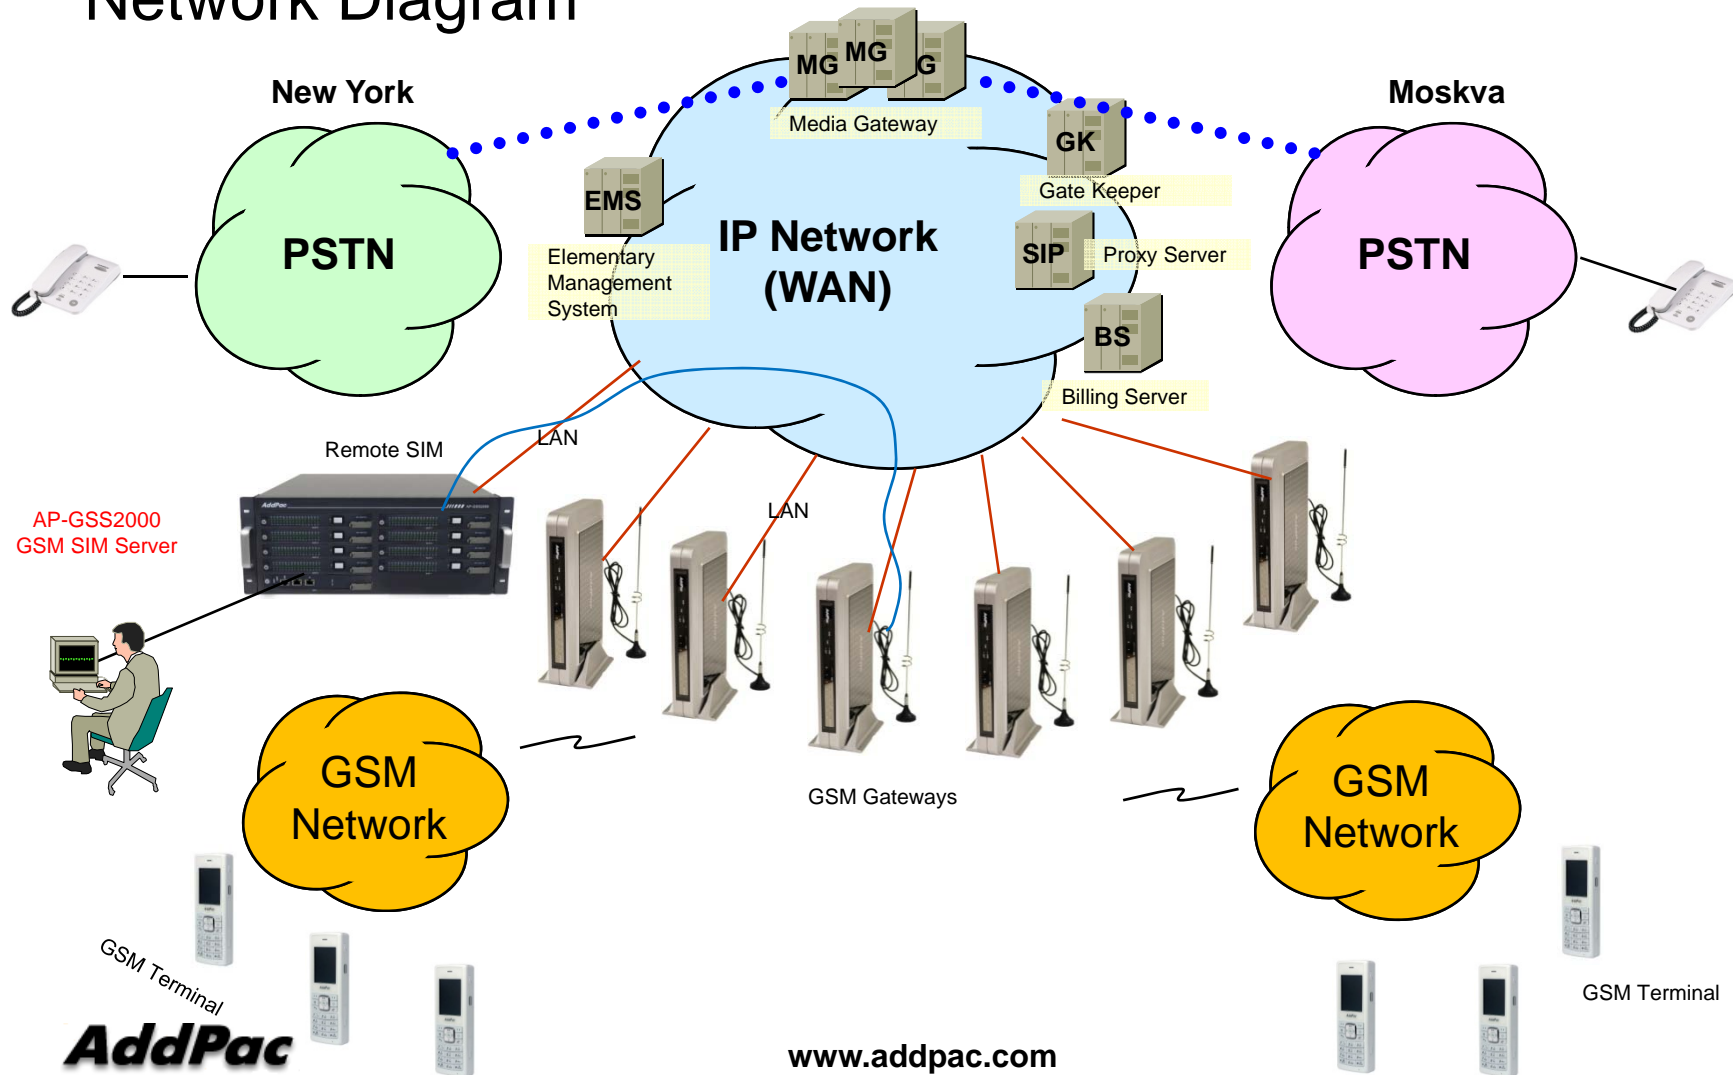 Network Diagram
New York
MG
MG
G
Media Gateway
Moskva
GK
Gate Keeper
EMS
Elementary
Management
System
PSTN
IP Network
(WAN)
SIP
Proxy Server
PSTN
BS
Billing Server
Remote SIM
LAN
LAN
AddPac
AP-GSS2000
GSM SIM Server
GSM
Network
GSM Gateways
GSM
Network
GSM Terminal
GSM Terminal
AddPac
www.addpac.com